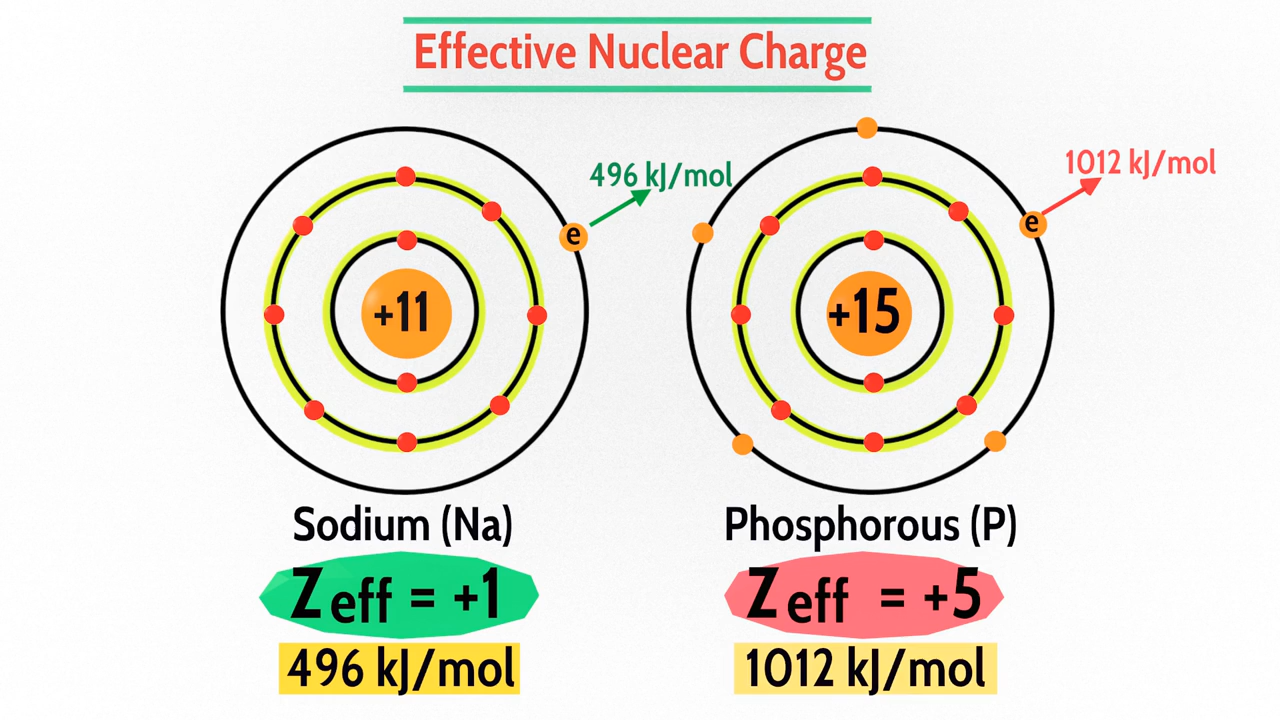 Effective Nuclear Charge
496 kJ/mol
1012 kJ/mol
e
e
+11
+15
Sodium (Na)
Phosphorous (P)
Zeff = +1
Zeff = +5
496 kJ/mol
1012 kJ/mol